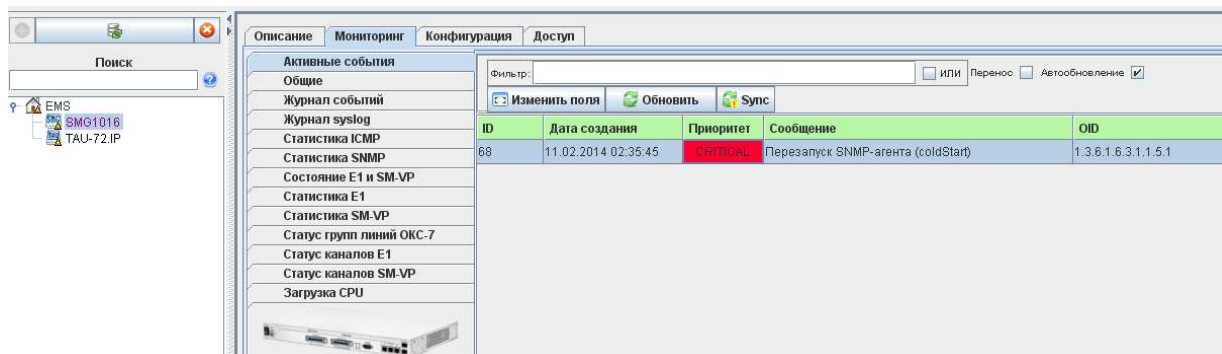 Описание Мониторинг Конфигурация Доступ
Поиск
EMS
SMG1016
TAU-72.IP
Активные события
Общие
Журнал событий
Журнал syslog
Статистика ICMP
Статистика SNMP
Состояние E1 и SM-VP
Статистика E1
Статистика SM-VP
Статус групп линий ОКС-7
Статус каналов E1
Статус каналов SM-VP
Загрузка CPU
Фильтр: ИЛИ Перенос Автообновление
Изменить поля Обновить Sync
ID Дата создания Приоритет Сообщение OID
68 11.02.2014 02:35:45 CRITICAL Перезапуск SNMP-агента (coldStart) 1.3.6.1.6.3.1.1.5.1